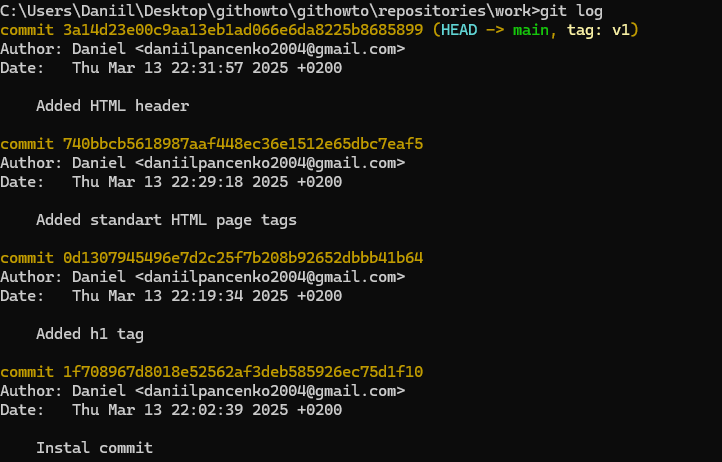 C:\Users\Daniil\Desktop\githowto\githowto\repositories\work>git log
commit 3a14d23e00c9aa13eb1ad066e6da8225b8685899 (HEAD -> main, tag: v1)
Author: Daniel <daniilpancenko2004@gmail.com>
Date:   Thu Mar 13 22:31:57 2025 +0200
    Added HTML header
commit 740bbcb5618987aaf448ec36e1512e65dbc7eaf5
Author: Daniel <daniilpancenko2004@gmail.com>
Date:   Thu Mar 13 22:29:18 2025 +0200
    Added standart HTML page tags
commit 0d1307945496e7d2c25f7b208b92652dbbb41b64
Author: Daniel <daniilpancenko2004@gmail.com>
Date:   Thu Mar 13 22:19:34 2025 +0200
    Added h1 tag
commit 1f708967d8018e52562af3deb585926ec75d1f10
Author: Daniel <daniilpancenko2004@gmail.com>
Date:   Thu Mar 13 22:02:39 2025 +0200
    Instal commit